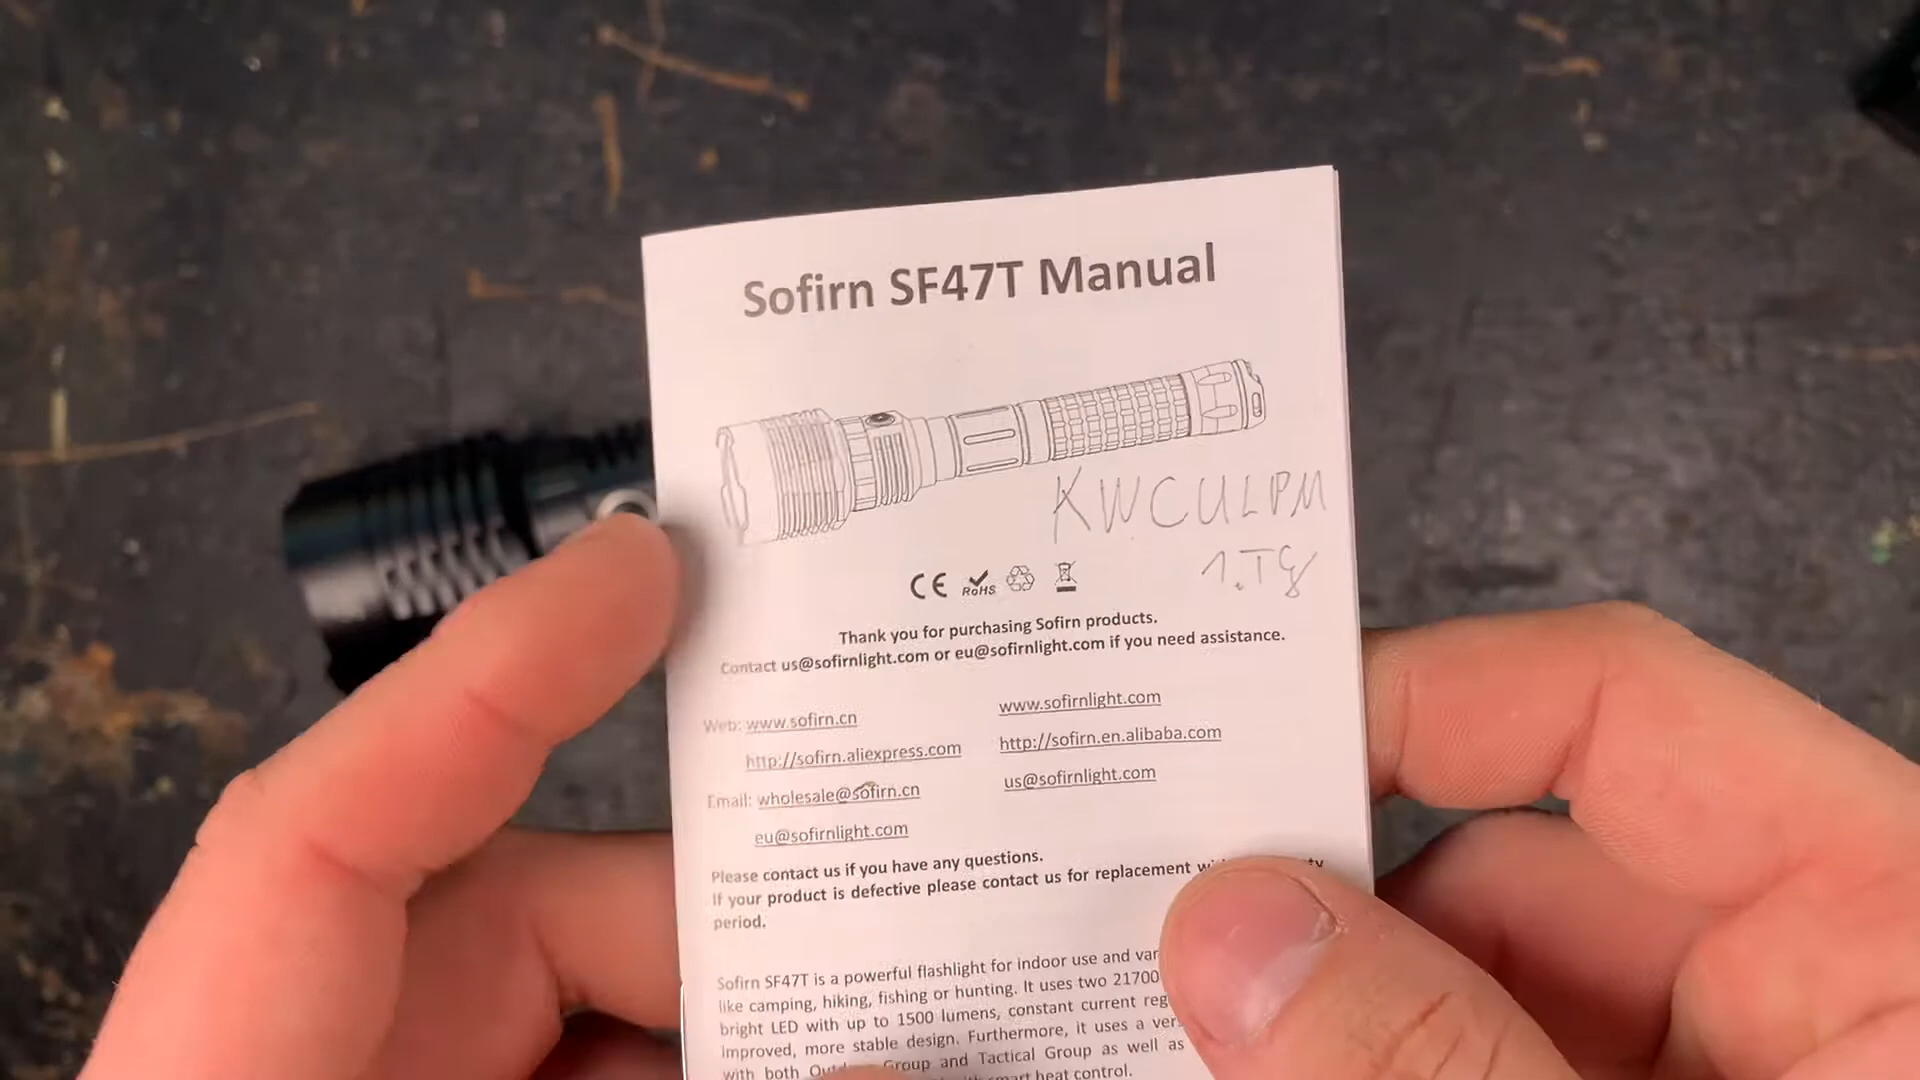 Sofirn SF47T Manual
KWCULPM
1.T
CE RoHS
Thank you for purchasing Sofirn products.
Contact us@sofirnlight.com or eu@sofirnlight.com if you need assistance.
Web: www.sofirn.cn www.sofirnlight.com
http://sofirn.aliexpress.com http://sofirn.en.alibaba.com
Email: wholesale@sofirn.cn us@sofirnlight.com
eu@sofirnlight.com
Please contact us if you have any questions.
If your product is defective please contact us for replacement
period.
Sofirn SF47T is a powerful flashlight for indoor use and
like camping, hiking, fishing or hunting. It uses two 21700
bright LED with up to 1500 lumens, constant current
improved, more stable design. Furthermore, it uses a
with both Group and Tactical Group as well as
heat control.